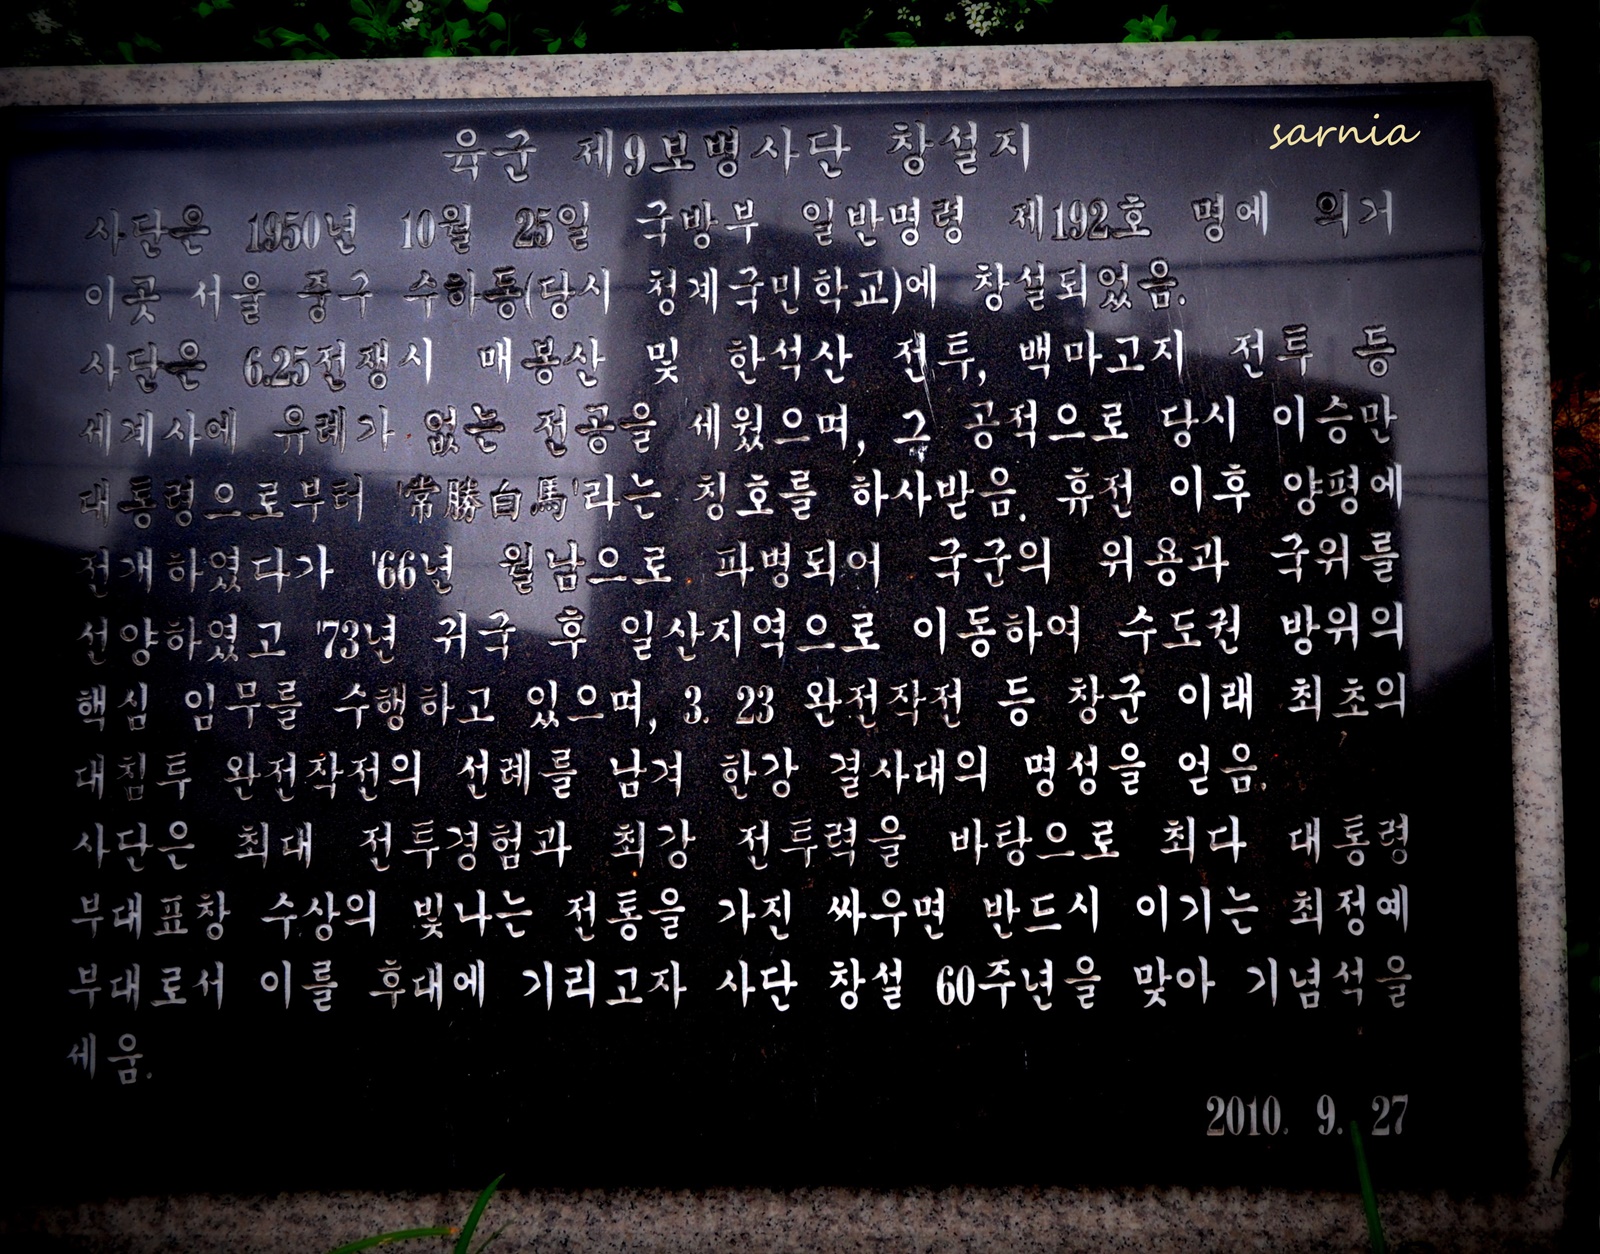 육군 제9보병사단 창설지
sarnia
사단은 1950년 10월 25일 국방부 일반명령 제192호 명에 의거
이곳 서울 중구 수하동(당시 청계국민학교)에 창설되었음.
사단은 6.25전쟁시 매봉산 및 한석산 전투, 백마고지 전투 등
세계사에 유례가 없는 전공을 세웠으며, 그 공적으로 당시 이승만
대통령으로부터 '常勝白馬'라는 칭호를 하사받음. 휴전 이후 양평에
전개하였다가 '66년 월남으로 파병되어 국군의 위용과 국위를
선양하였고 '73년 귀국 후 일산지역으로 이동하여 수도권 방위의
핵심 임무를 수행하고 있으며, 3. 23 완전작전 등 창군 이래 최초의
대침투 완전작전의 선례를 남겨 한강 결사대의 명성을 얻음.
사단은 최대 전투경험과 최강 전투력을 바탕으로 최다 대통령
부대표창 수상의 빛나는 전통을 가진 싸우면 반드시 이기는 최정예
부대로서 이를 후대에 기리고자 사단 창설 60주년을 맞아 기념석을
세움.
2010. 9. 27